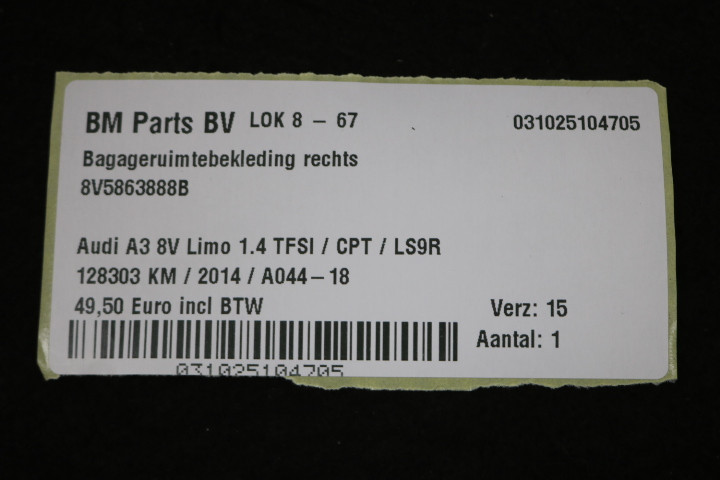 BM Parts BV LOK 8 - 67 031025104705
Bagageruimtebekleding rechts
8V5863888B
Audi A3 8V Limo 1.4 TFSI / CPT / LS9R
128303 KM / 2014 / A044-18
49,50 Euro incl BTW Verz: 15
Aantal: 1
031025104705